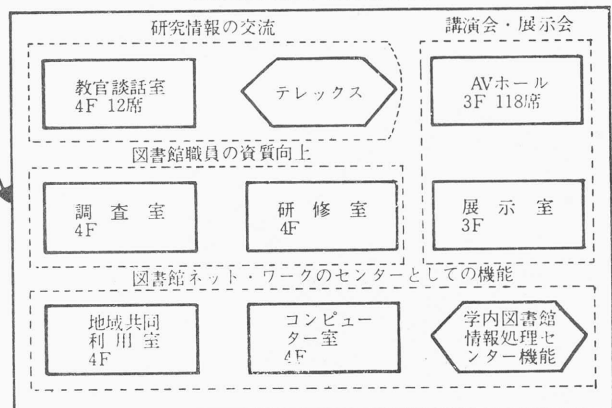 研究情報の交流
講演会・展示会
教官談話室
4F 12席
テレックス
AVホール
3F 118席
図書館職員の資質向上
調査室
4F
研修室
4F
展示室
3F
図書館ネット・ワークのセンターとしての機能
地域共同
利用室
4F
コンピュー
ター室
4F
学内図書館
情報処理セ
ンター機能